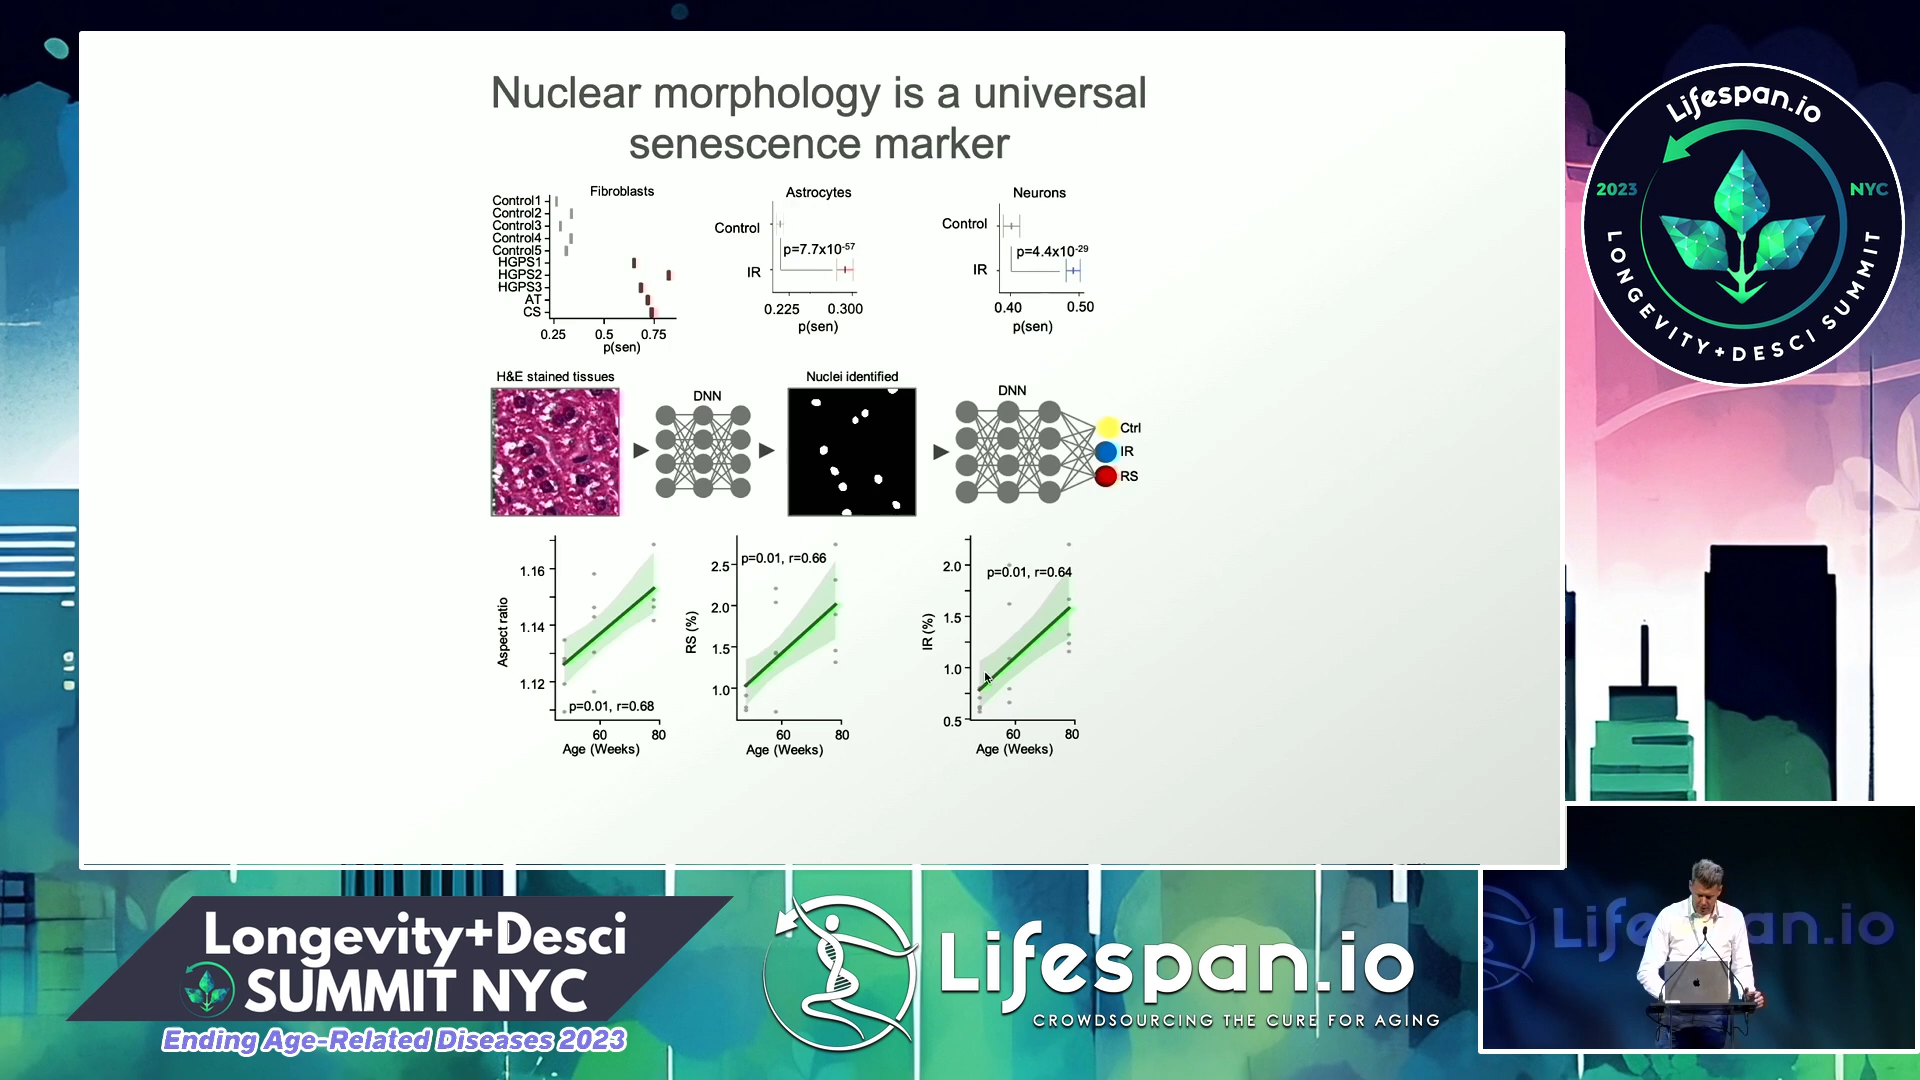 Nuclear morphology is a universal
senescence marker
Fibroblasts
Control1
Control2
Control3
Control4
Control5
HGPS1
HGPS2
HGPS3
AT
CS
0.25 0.5 0.75
p(sen)
Astrocytes
Control
p=7.7x10-57
IR
0.225 0.300
p(sen)
Neurons
Control
p=4.4x10-29
IR
0.40 0.50
p(sen)
H&E stained tissues
DNN
Nuclei identified
DNN
Ctrl
IR
RS
Aspect ratio
1.16
1.14
1.12
p=0.01, r=0.68
60 80
Age (Weeks)
RS (%)
p=0.01, r=0.66
2.5
2.0
1.5
1.0
60 80
Age (Weeks)
IR (%)
2.0
p=0.01, r=0.64
1.5
1.0
0.5
60 80
Age (Weeks)
Lifespan.io
2023 NYC
LONGEVITY+DESCI SUMMIT
Longevity+Desci
SUMMIT NYC
Ending Age-Related Diseases 2023
Lifespan.io
CROWDSOURCING THE CURE FOR AGING
Lifespan.io